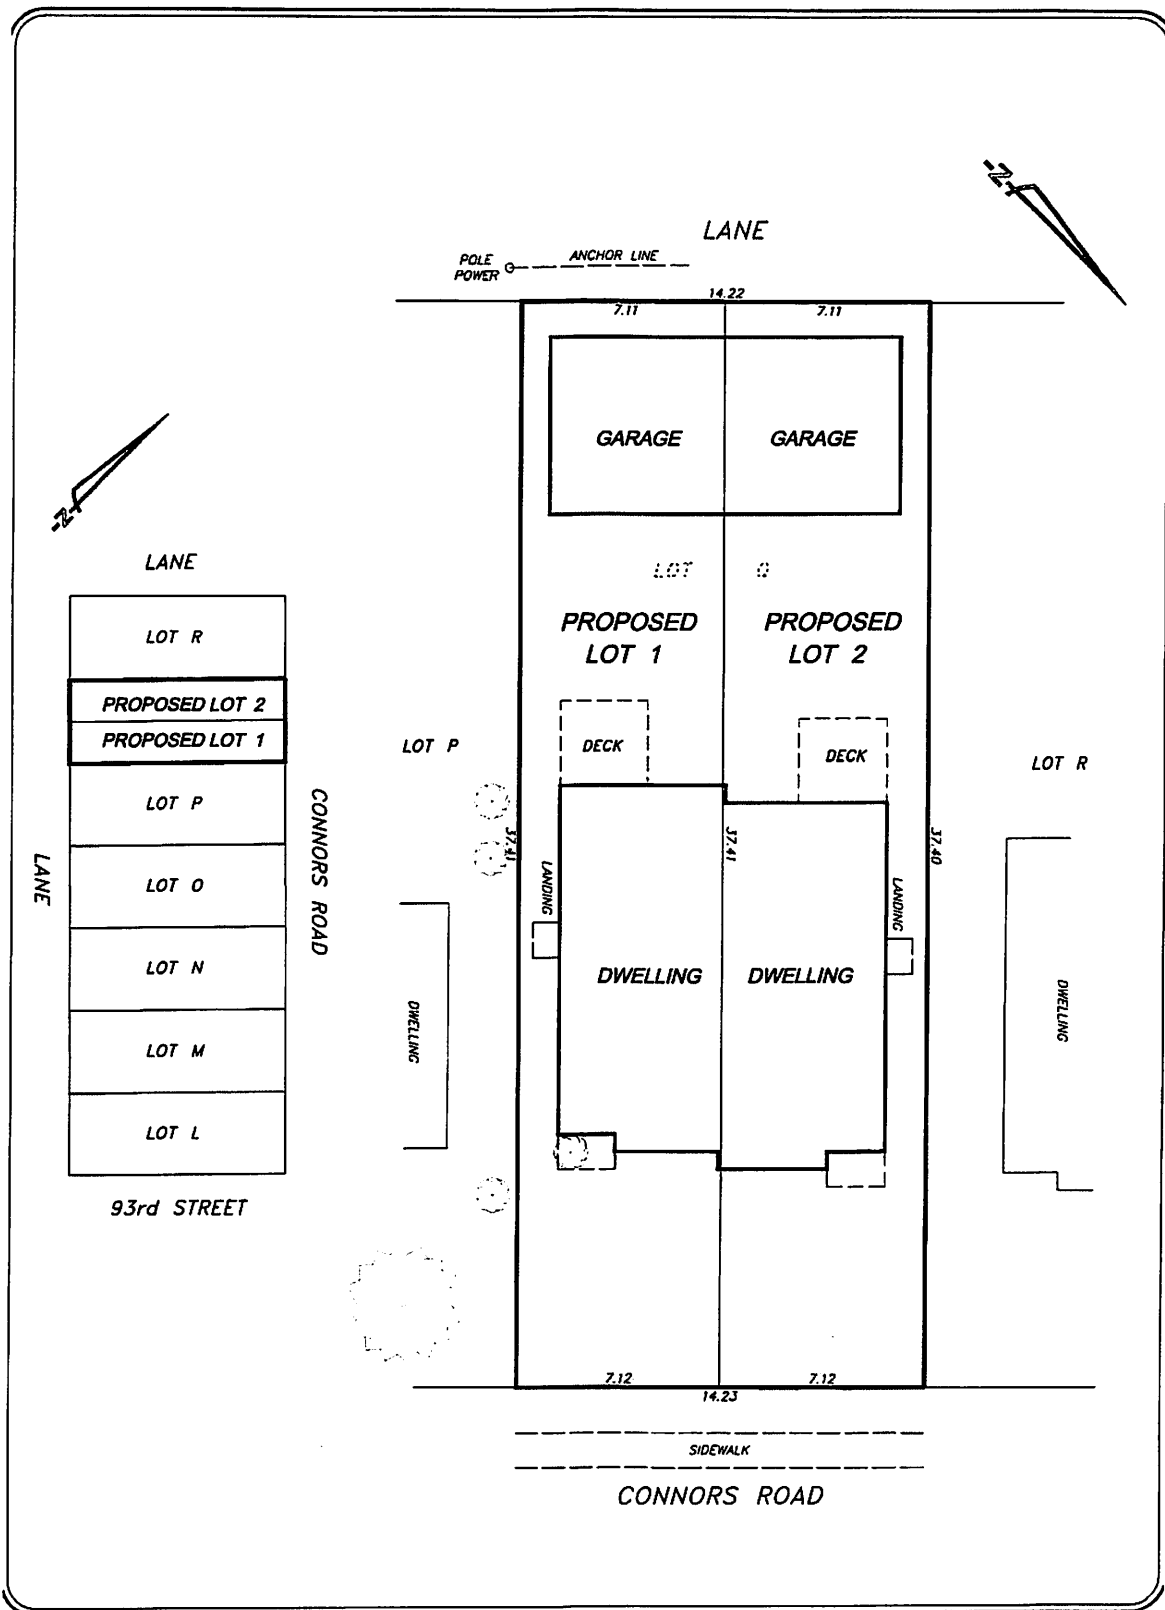 -N-
LANE
POLE
POWER
ANCHOR LINE
14.22
7.11
7.11
GARAGE
GARAGE
-N-
LANE
LOT Q
LOT R
PROPOSED
LOT 1
PROPOSED
LOT 2
PROPOSED LOT 2
PROPOSED LOT 1
LOT P
DECK
DECK
LOT R
LOT P
CONNORS ROAD
37.41
37.41
37.40
LANE
LOT O
LANDING
LANDING
LOT N
DWELLING
DWELLING
DWELLING
DWELLING
LOT M
LOT L
93rd STREET
7.12
7.12
14.23
SIDEWALK
CONNORS ROAD